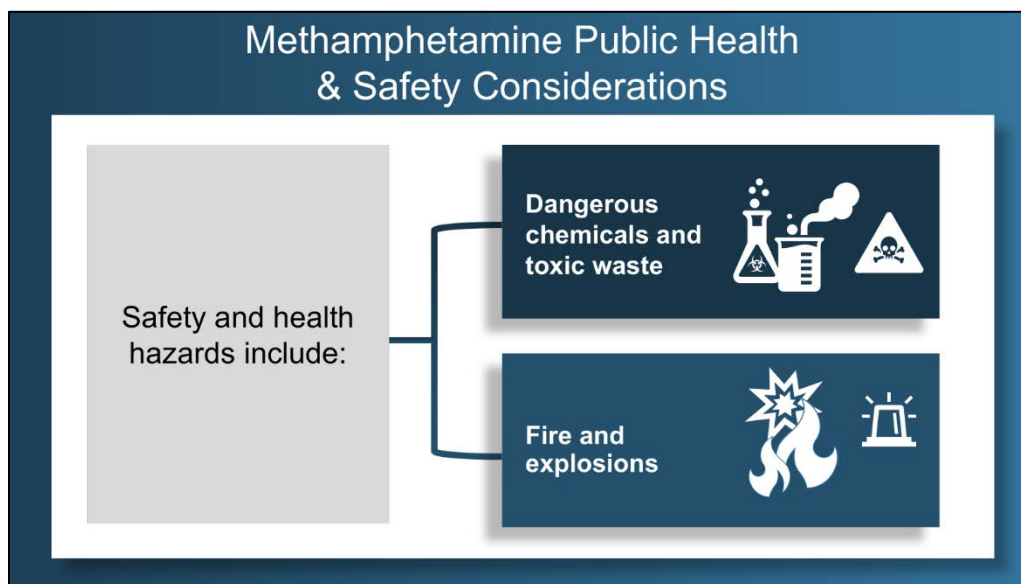 Methamphetamine Public Health
& Safety Considerations
Safety and health
hazards include:
Dangerous
chemicals and
toxic waste
Fire and
explosions